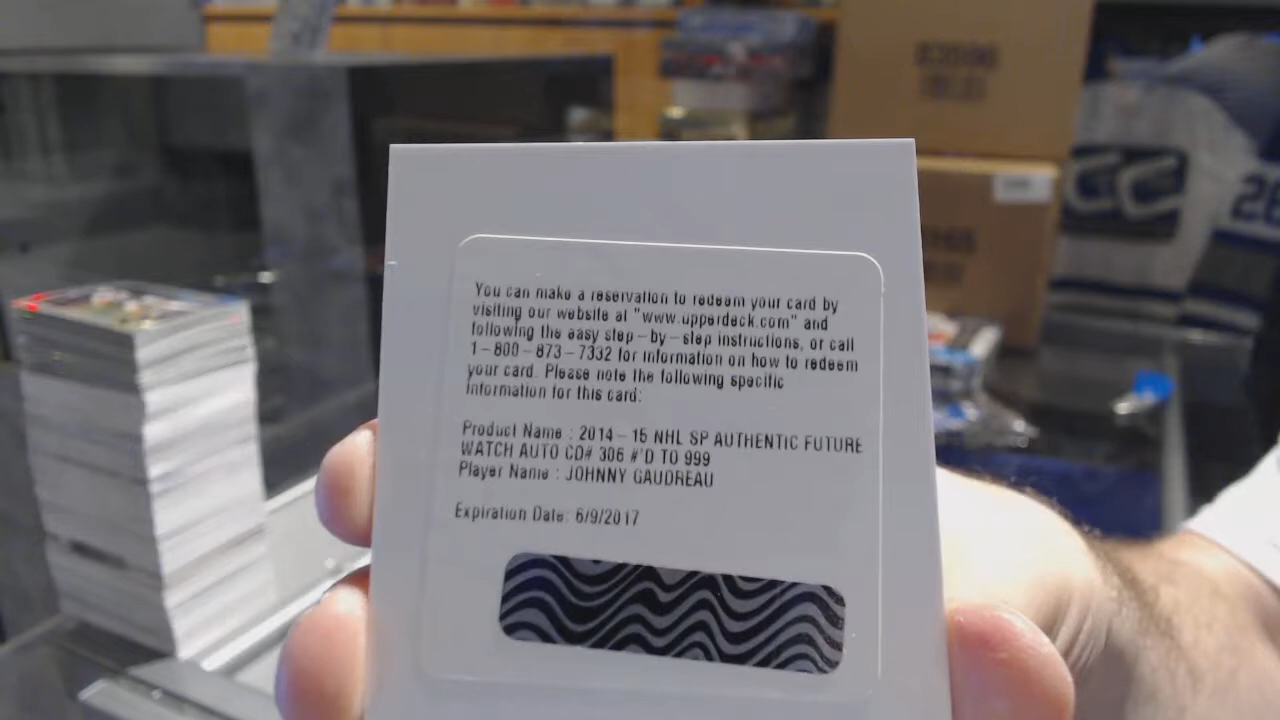 You can make a reservation to redeem your card by
visiting our website at "www.upperdeck.com" and
following the easy step-by-step instructions, or call
1-800-873-7332 for information on how to redeem
your card. Please note the following specific
information for this card:
Product Name : 2014-15 NHL SP AUTHENTIC FUTURE
WATCH AUTO CD# 306 #'D TO 999
Player Name : JOHNNY GAUDREAU
Expiration Date: 6/9/2017